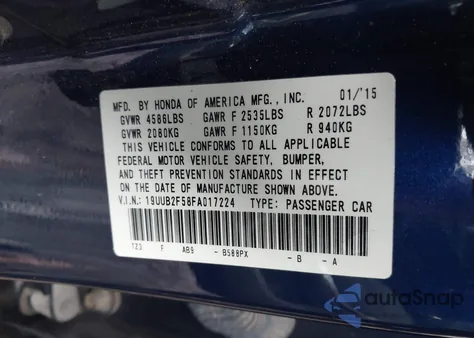 MFD. BY HONDA OF AMERICA MFG., INC. 01/'15
GVWR 4586LBS GAWR F 2535LBS R 2072LBS
GVWR 2080KG GAWR F 1150KG R 940KG
THIS VEHICLE CONFORMS TO ALL APPLICABLE
FEDERAL MOTOR VEHICLE SAFETY, BUMPER,
AND THEFT PREVENTION STANDARDS IN EFFECT
ON THE DATE OF MANUFACTURE SHOWN ABOVE.
V.I.N.: 19UUB2F58FA017224 TYPE: PASSENGER CAR
TZ3 F AB9 - B588PX - B - A
autoSnap